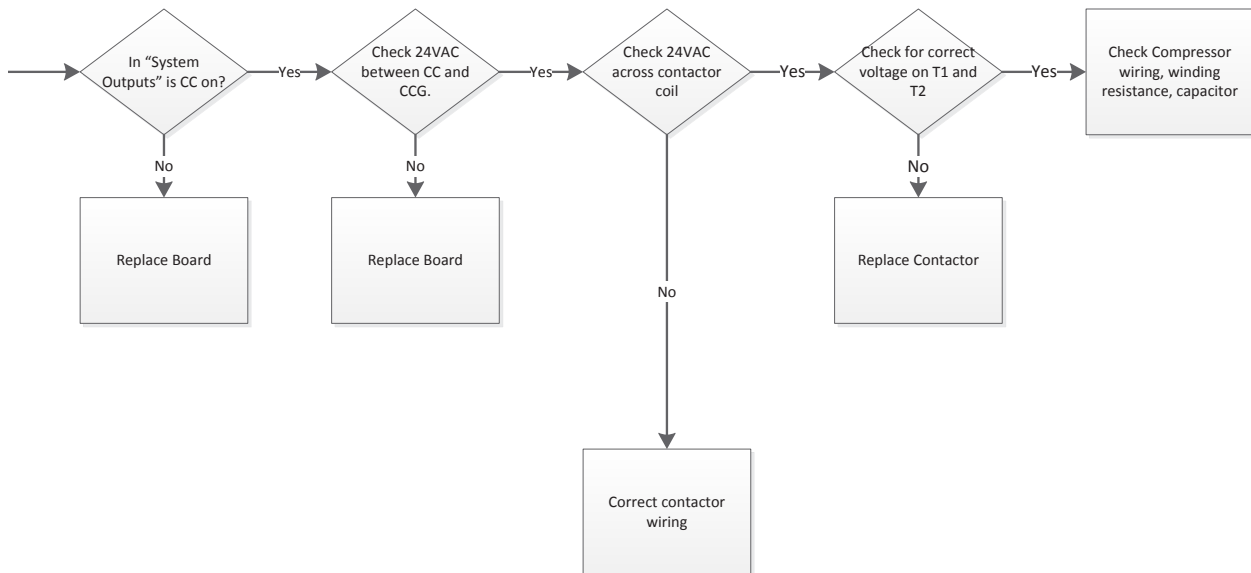 In “System
Outputs” is CC on?
Yes
Check 24VAC
between CC and
CCG.
Yes
Check 24VAC
across contactor
coil
Yes
Check for correct
voltage on T1 and
T2
Yes
Check Compressor
wiring, winding
resistance, capacitor
No
No
No
Replace Board
Replace Board
Replace Contactor
No
Correct contactor
wiring